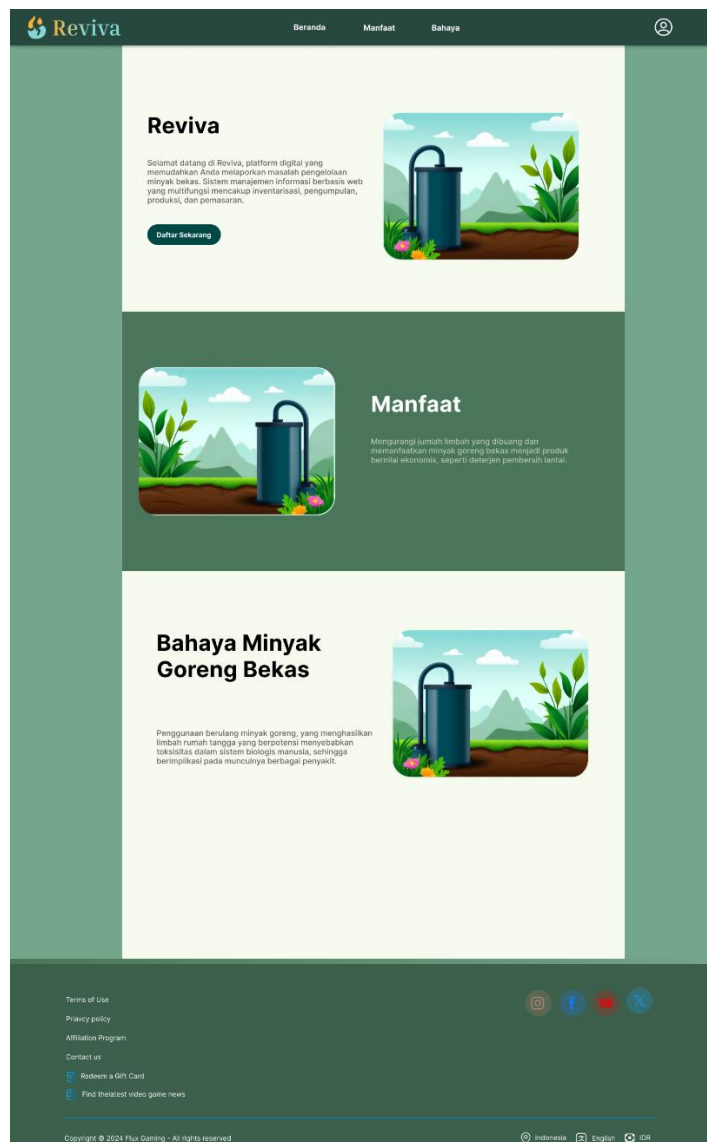 Reviva
Beranda Manfaat Bahaya
Reviva
Selamat datang di Reviva, platform digital yang
memudahkan Anda melaporkan masalah pengelolaan
minyak bekas. Sistem manajemen informasi berbasis web
yang multifungsi mencakup inventarisasi, pengumpulan,
produksi, dan pemasaran.
Daftar Sekarang
Manfaat
Mengurangi jumlah limbah yang dibuang dan
memanfaatkan minyak goreng bekas menjadi produk
bernilai ekonomis, seperti deterjen pembersih lantai.
Bahaya Minyak
Goreng Bekas
Penggunaan berulang minyak goreng, yang menghasilkan
limbah rumah tangga yang berpotensi menyebabkan
toksisitas dalam sistem biologis manusia, sehingga
berimplikasi pada munculnya berbagai penyakit.
Terms of Use
Priavcy policy
Affiliation Program
Contact us
Redeem a Gift Card
Find thelatest video game news
Copyright © 2024 Flux Gaming - All rights reserved
Indonesia English IDR